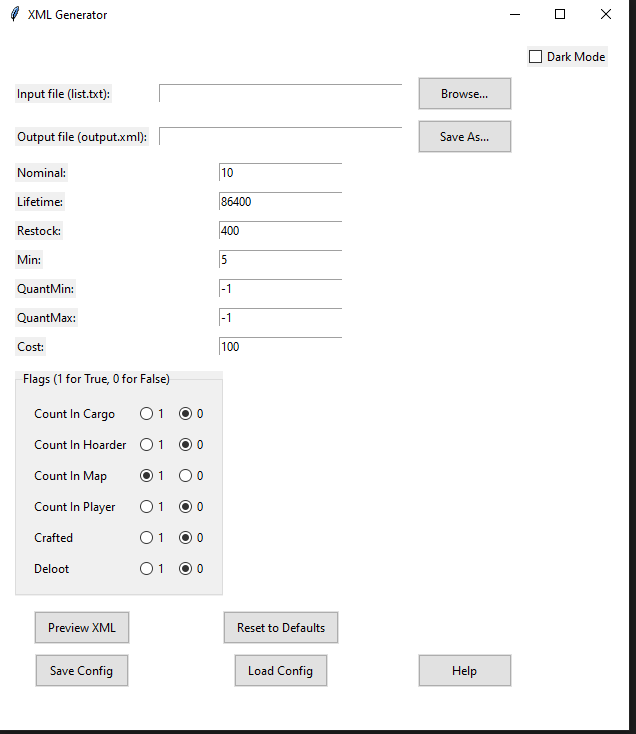 XML Generator
Dark Mode
Input file (list.txt): Browse...
Output file (output.xml): Save As...
Nominal: 10
Lifetime: 86400
Restock: 400
Min: 5
QuantMin: -1
QuantMax: -1
Cost: 100
Flags (1 for True, 0 for False)
Count In Cargo 1 0
Count In Hoarder 1 0
Count In Map 1 0
Count In Player 1 0
Crafted 1 0
Deloot 1 0
Preview XML Reset to Defaults
Save Config Load Config Help